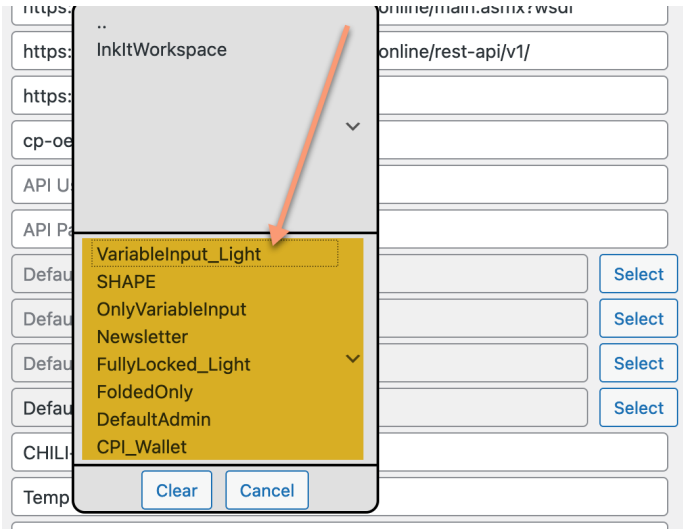 https:
online/main.asmx?wsdl
..
InkItWorkspace
https:
online/rest-api/v1/
https:
cp-oe
API U
API Pa
VariableInput_Light
Defau
Select
SHAPE
OnlyVariableInput
Defau
Select
Newsletter
Defau
FullyLocked_Light
Select
FoldedOnly
Defau
Select
DefaultAdmin
CHILI-
CPI_Wallet
Temp
Clear
Cancel